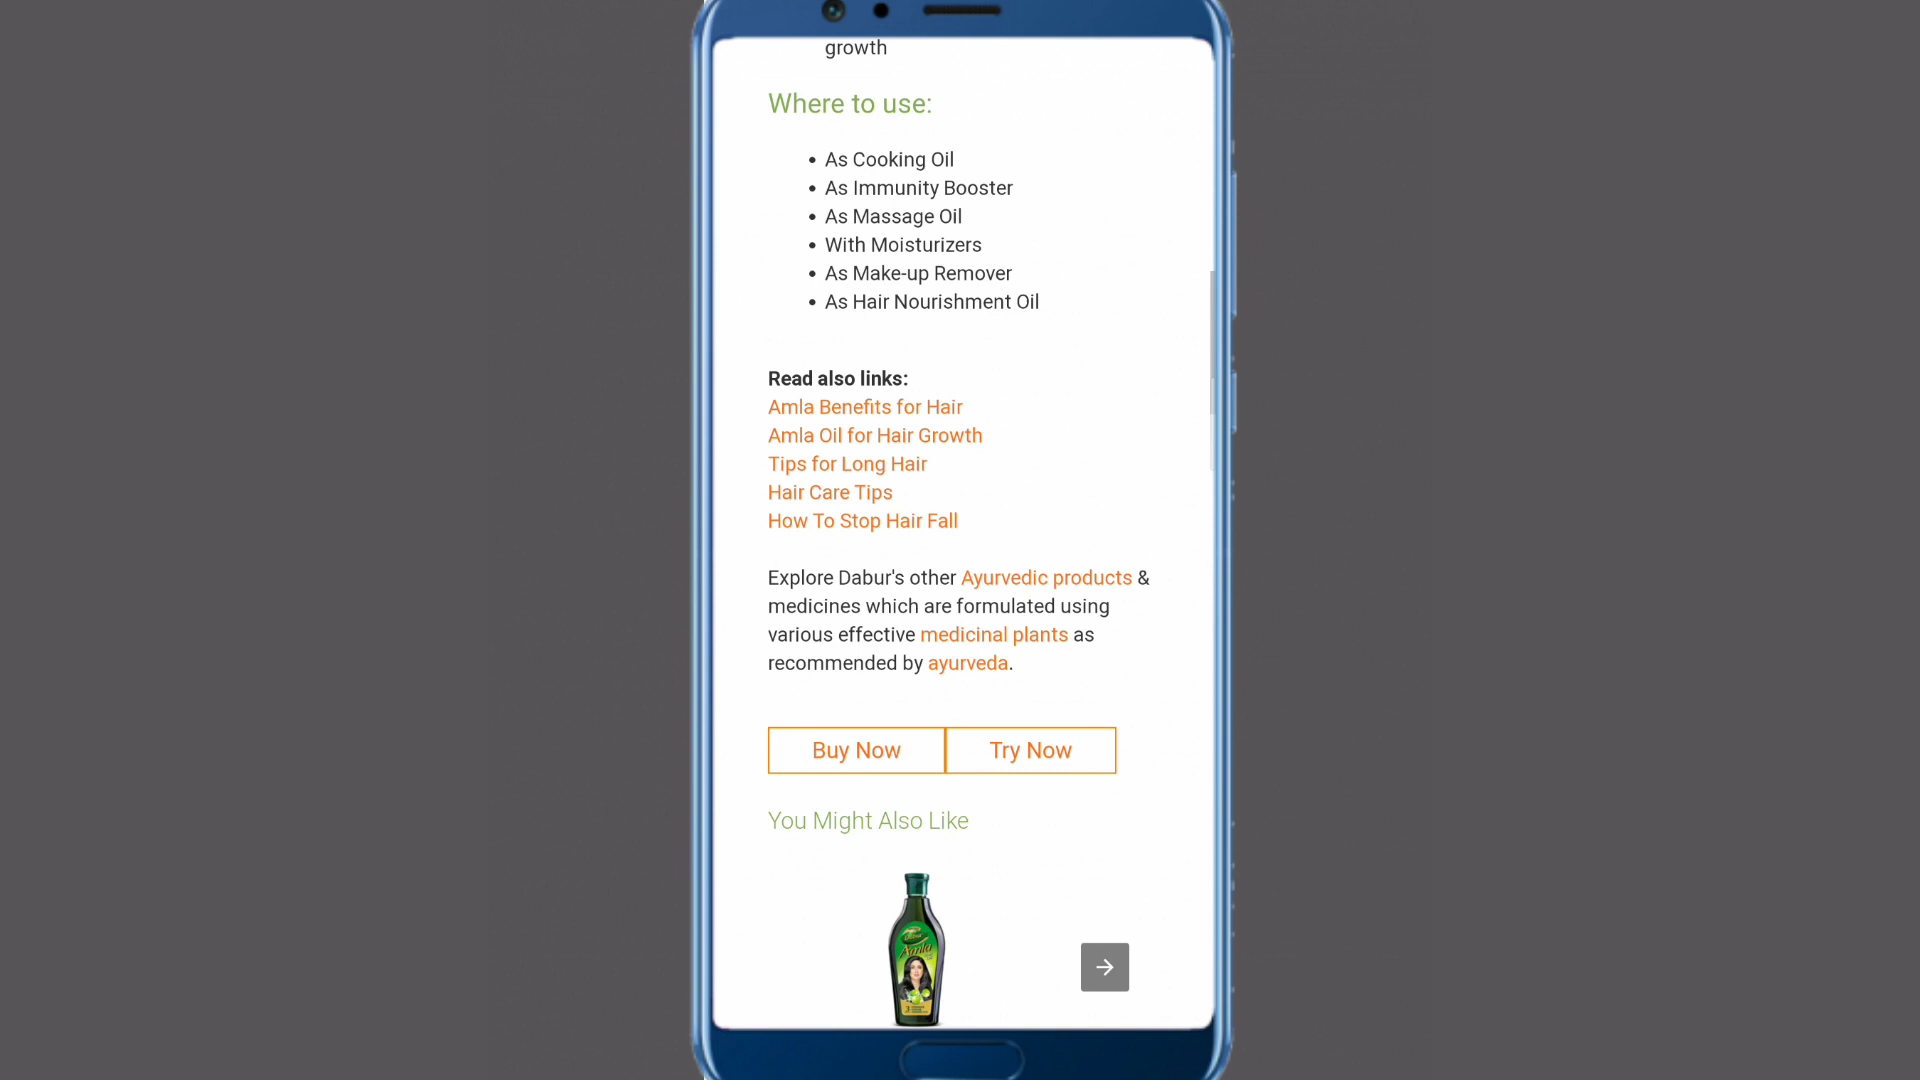 growth
Where to use:
• As Cooking Oil
• As Immunity Booster
• As Massage Oil
• With Moisturizers
• As Make-up Remover
• As Hair Nourishment Oil
Read also links:
Amla Benefits for Hair
Amla Oil for Hair Growth
Tips for Long Hair
Hair Care Tips
How To Stop Hair Fall
Explore Dabur's other Ayurvedic products &
medicines which are formulated using
various effective medicinal plants as
recommended by ayurveda.
Buy Now Try Now
You Might Also Like
Amla
3